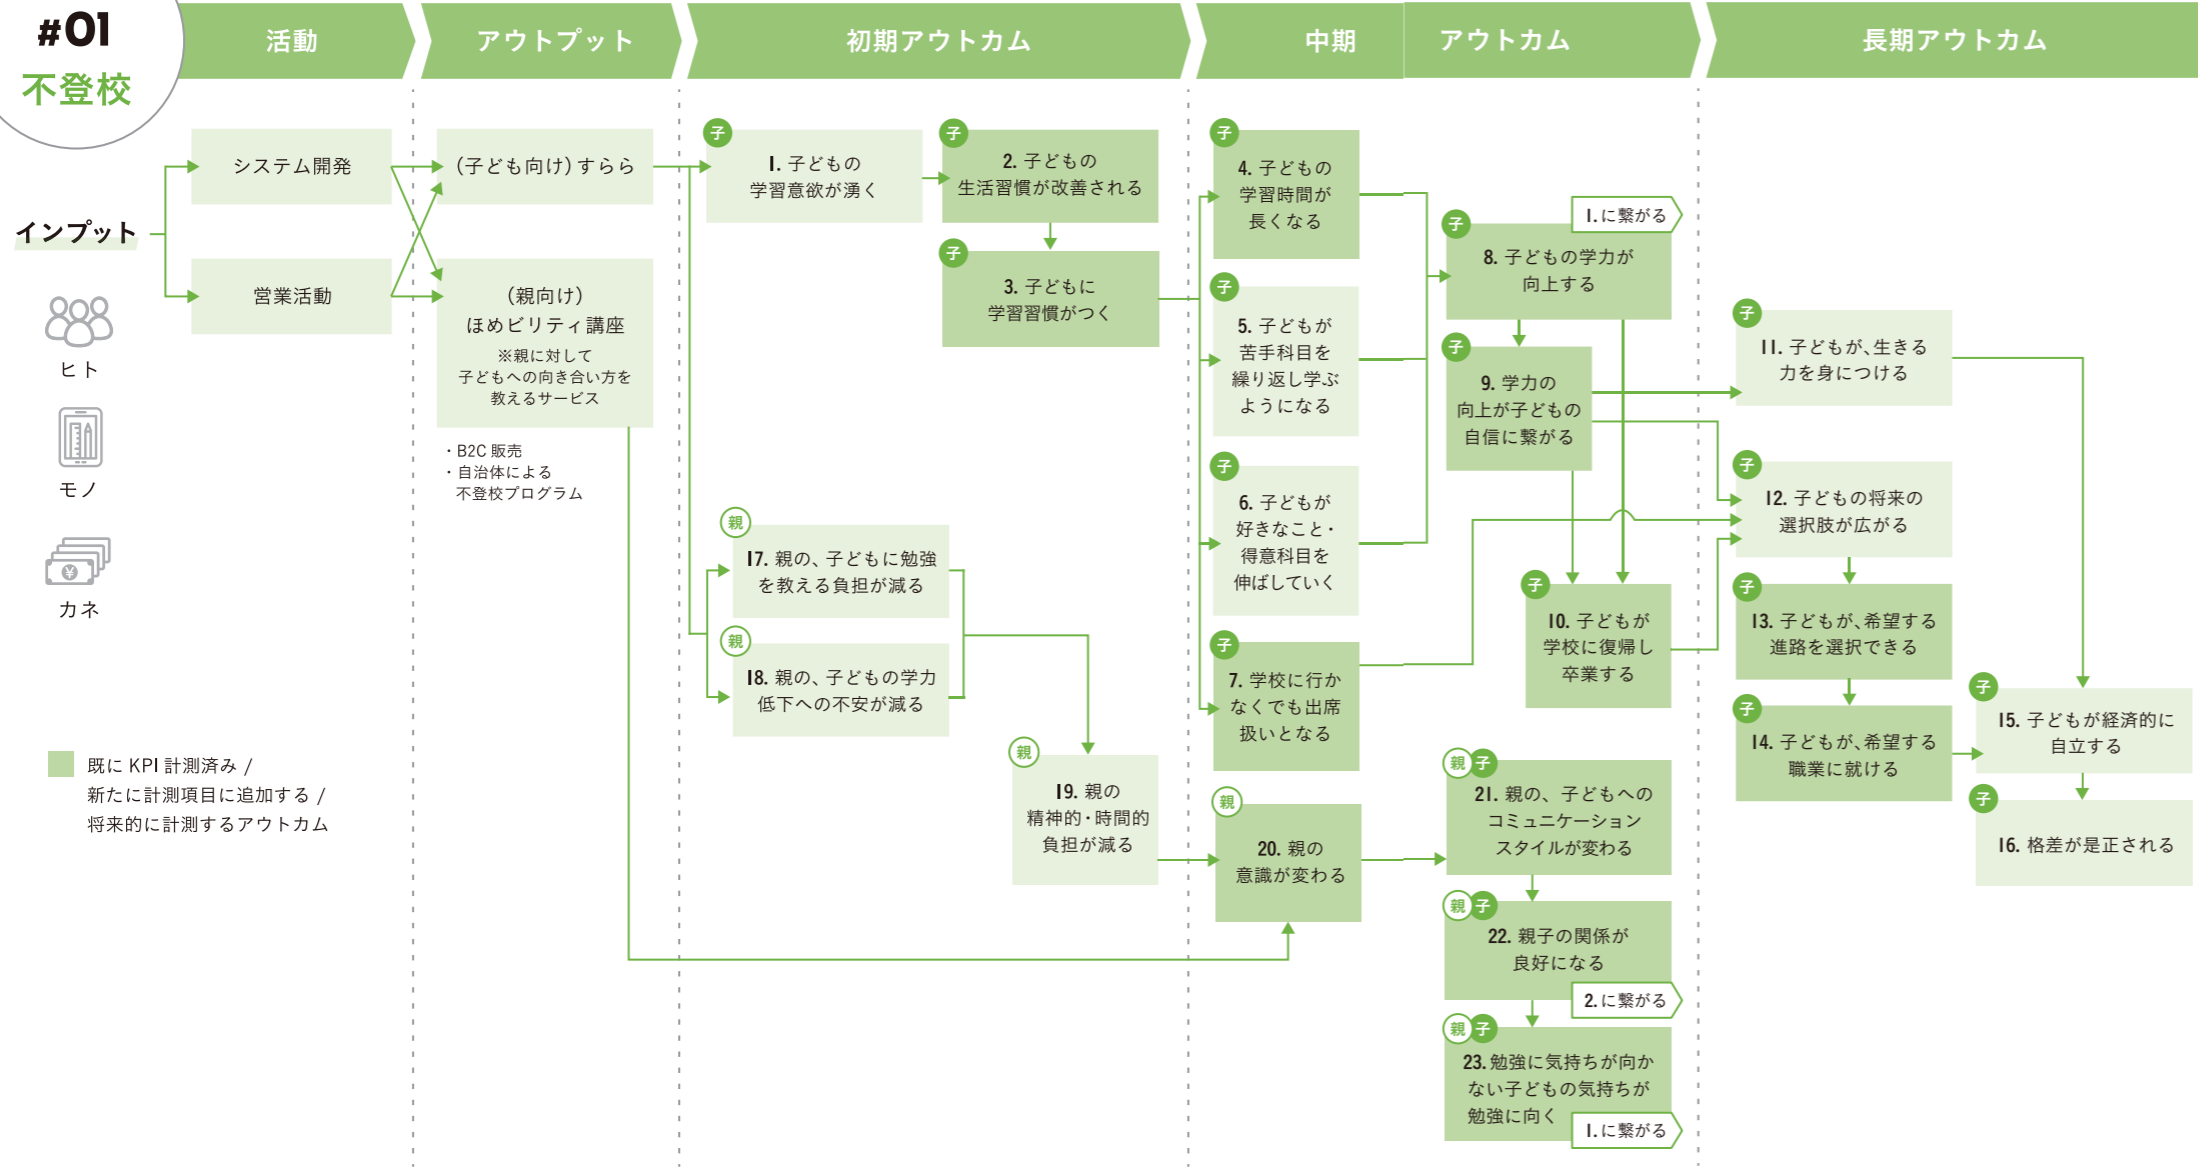 #01
不登校
活動
アウトプット
初期アウトカム
中期
アウトカム
長期アウトカム
インプット
ヒト
モノ
カネ
既に KPI 計測済み /
新たに計測項目に追加する /
将来的に計測するアウトカム
システム開発
営業活動
(子ども向け)すらら
(親向け)
ほめビリティ講座
※親に対して
子どもへの向き合い方を
教えるサービス
・B2C 販売
・自治体による
不登校プログラム
子
1. 子どもの
学習意欲が湧く
子
2. 子どもの
生活習慣が改善される
子
3. 子どもに
学習習慣がつく
親
17. 親の、子どもに勉強
を教える負担が減る
親
18. 親の、子どもの学力
低下への不安が減る
親
19. 親の
精神的・時間的
負担が減る
子
4. 子どもの
学習時間が
長くなる
子
5. 子どもが
苦手科目を
繰り返し学ぶ
ようになる
子
6. 子どもが
好きなこと・
得意科目を
伸ばしていく
子
7. 学校に行か
なくでも出席
扱いとなる
親
20. 親の
意識が変わる
1.に繋がる
子
8. 子どもの学力が
向上する
子
9. 学力の
向上が子どもの
自信に繋がる
子
10. 子どもが
学校に復帰し
卒業する
親 子
21. 親の、子どもへの
コミュニケーション
スタイルが変わる
親 子
22. 親子の関係が
良好になる
2.に繋がる
親 子
23.勉強に気持ちが向か
ない子どもの気持ちが
勉強に向く
1.に繋がる
子
11. 子どもが、生きる
力を身につける
子
12. 子どもの将来の
選択肢が広がる
子
13. 子どもが、希望する
進路を選択できる
子
14. 子どもが、希望する
職業に就ける
子
15. 子どもが経済的に
自立する
子
16. 格差が是正される